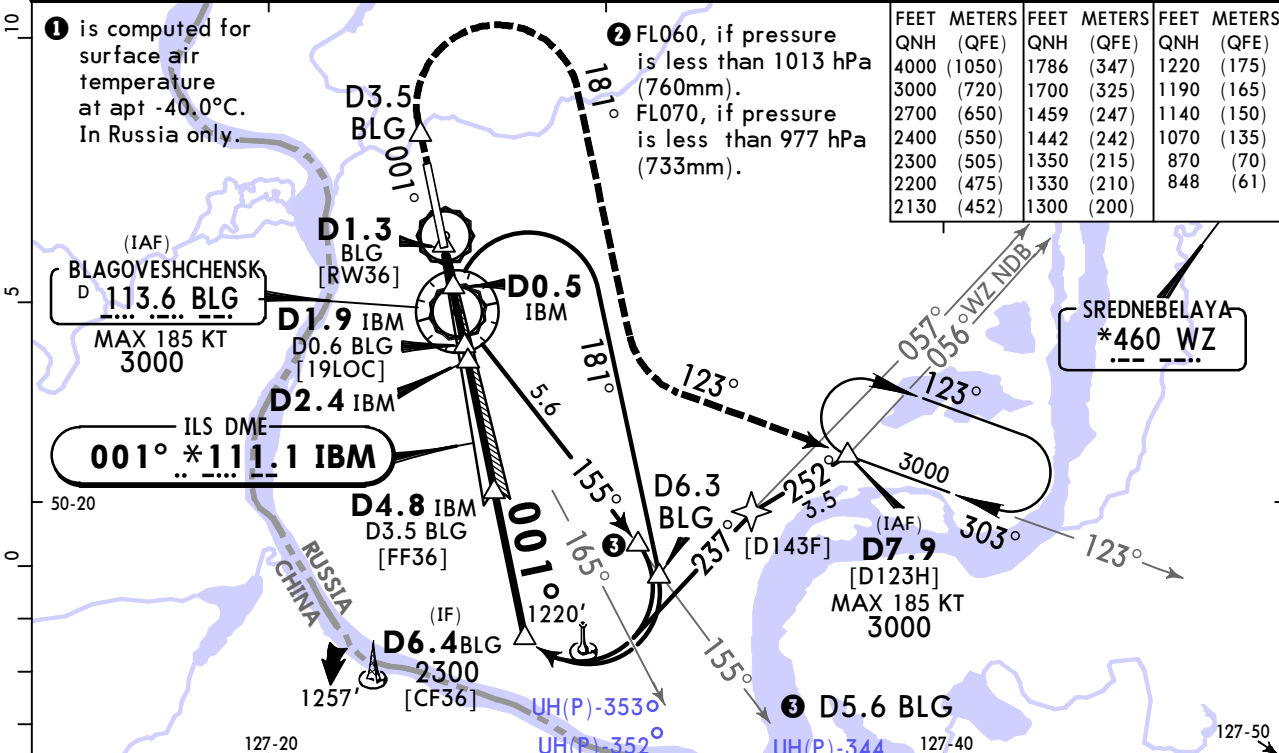 ❶ is computed for
surface air
temperature
at apt -40.0°C.
In Russia only.
❷ FL060, if pressure
is less than 1013 hPa
(760mm).
FL070, if pressure
is less than 977 hPa
(733mm).
FEET METERS FEET METERS FEET METERS
QNH (QFE) QNH (QFE) QNH (QFE)
4000 (1050) 1786 (347) 1220 (175)
3000 (720) 1700 (325) 1190 (165)
2700 (650) 1459 (247) 1140 (150)
2400 (550) 1442 (242) 1070 (135)
2300 (505) 1350 (215) 870 (70)
2200 (475) 1330 (210) 848 (61)
2130 (452) 1300 (200)
10
5
0
D3.5
BLG
001°
181°
D1.3
BLG
[RW36]
(IAF)
BLAGOVESHCHENSK
D 113.6 BLG
MAX 185 KT
3000
D0.5
IBM
D1.9 IBM
D0.6 BLG
[19LOC]
D2.4 IBM
181°
5.6
155°
123°
057°
056° WZ NDB
SREDNEBELAYA
*460 WZ
123°
3000
303°
123°
ILS DME
001° *111.1 IBM
50-20
D4.8 IBM
D3.5 BLG
[FF36]
001°
165°
❸
D6.3
BLG
237°
252°
3.5
[D143F]
(IAF)
D7.9
[D123H]
MAX 185 KT
3000
RUSSIA
CHINA
(IF)
D6.4 BLG
2300
[CF36]
1220'
1257'
155°
❸ D5.6 BLG
UH(P)-353
UH(P)-352
UH(P)-344
127-20
127-40
127-50